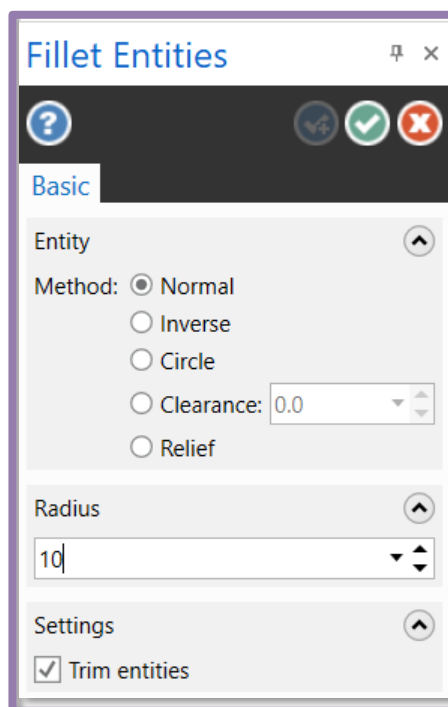 Fillet Entities
Basic
Entity
Method: Normal
Inverse
Circle
Clearance: 0.0
Relief
Radius
10
Settings
Trim entities